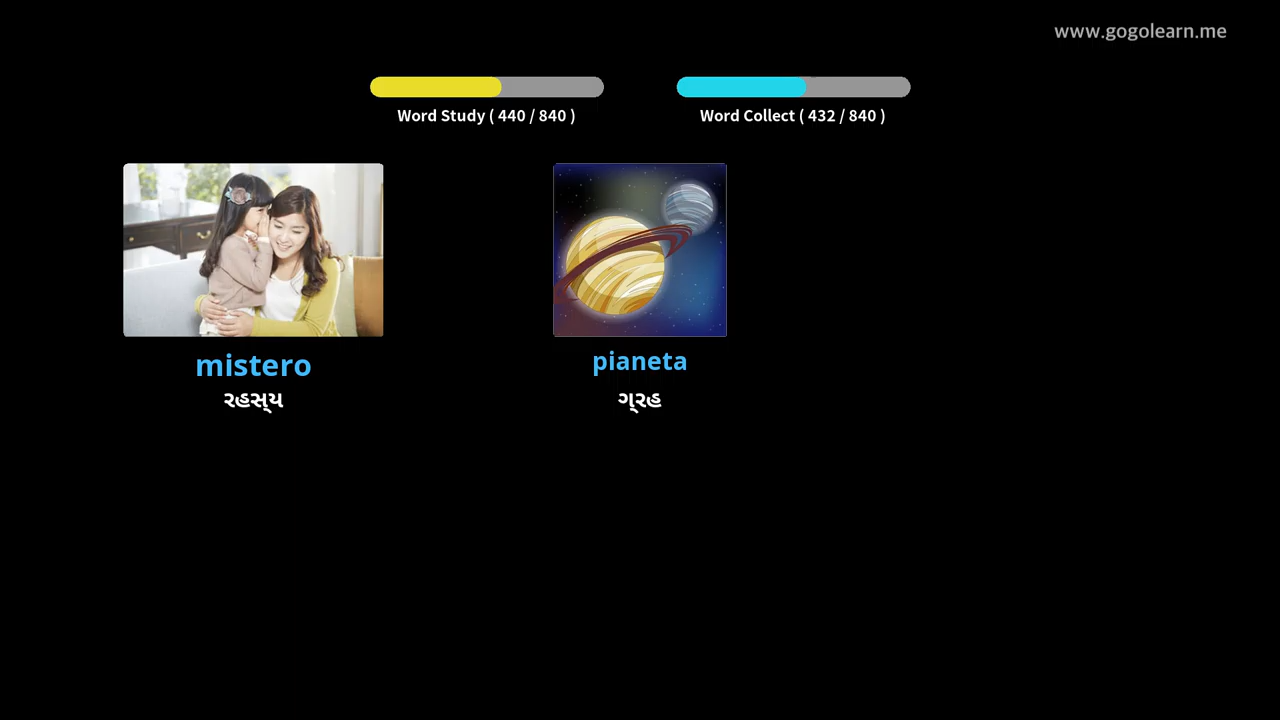 www.gogolearn.me
Word Study ( 440 / 840 )
Word Collect ( 432 / 840 )
mistero
રહસ્ય
pianeta
ગ્રહ